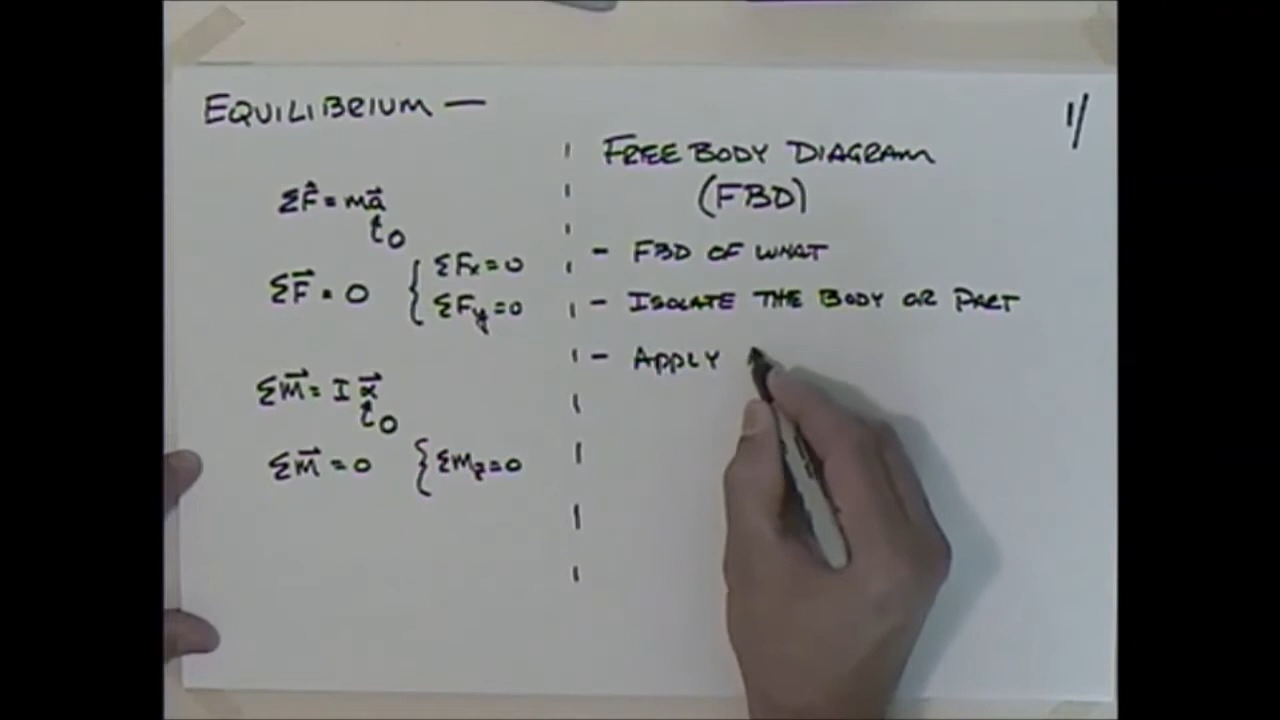 EQUILIBRIUM —
1/
ΣF⃗ = ma⃗
0
ΣF⃗ = 0 { ΣFx = 0
ΣFy = 0
ΣM⃗ = I α⃗
0
ΣM⃗ = 0 { ΣMz = 0
FREE BODY DIAGRAM
(FBD)
- FBD OF WHAT
- ISOLATE THE BODY OR PART
- APPLY